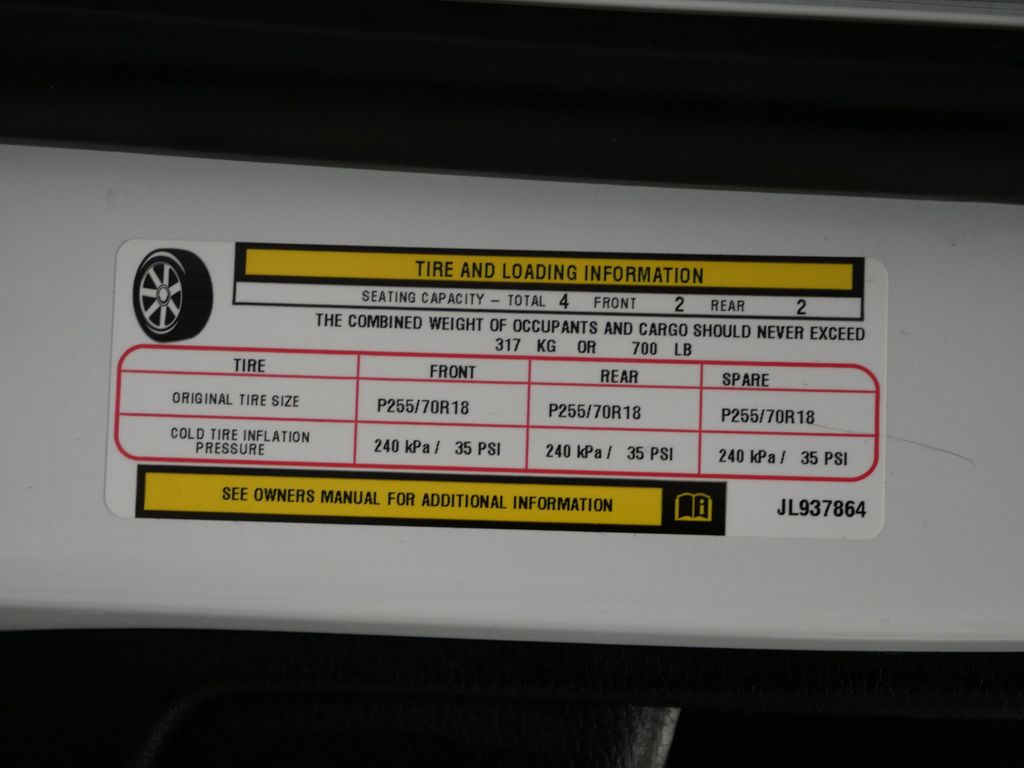 TIRE AND LOADING INFORMATION
SEATING CAPACITY – TOTAL 4 FRONT 2 REAR 2
THE COMBINED WEIGHT OF OCCUPANTS AND CARGO SHOULD NEVER EXCEED
317 KG OR 700 LB
TIRE FRONT REAR SPARE
ORIGINAL TIRE SIZE P255/70R18 P255/70R18 P255/70R18
COLD TIRE INFLATION PRESSURE 240 kPa / 35 PSI 240 kPa / 35 PSI 240 kPa / 35 PSI
SEE OWNERS MANUAL FOR ADDITIONAL INFORMATION
JL937864